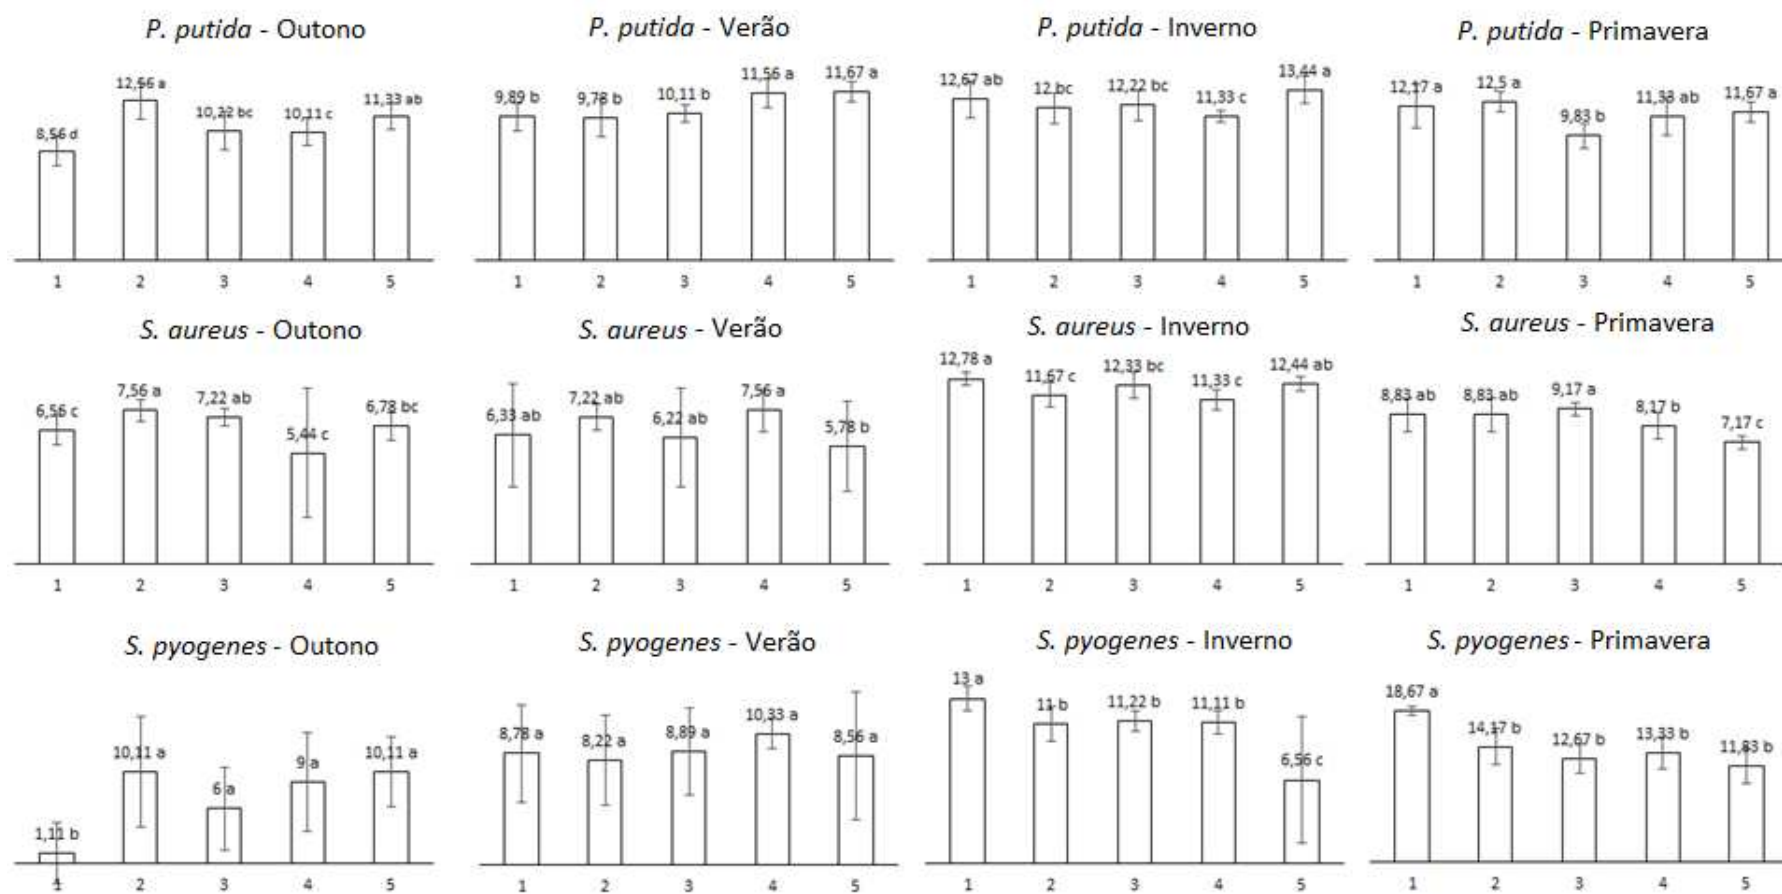 P. putida - Outono
8,56 d
12,56 a
10,22 bc
10,11 c
11,33 ab
1 2 3 4 5
P. putida - Verão
9,89 b
9,78 b
10,11 b
11,56 a
11,67 a
1 2 3 4 5
P. putida - Inverno
12,67 ab
12 bc
12,22 bc
11,33 c
13,44 a
1 2 3 4 5
P. putida - Primavera
12,17 a
12,5 a
9,83 b
11,33 ab
11,67 a
1 2 3 4 5
S. aureus - Outono
6,56 c
7,56 a
7,22 ab
5,44 c
6,78 bc
1 2 3 4 5
S. aureus - Verão
6,33 ab
7,22 ab
6,22 ab
7,56 a
5,78 b
1 2 3 4 5
S. aureus - Inverno
12,78 a
11,67 c
12,33 bc
11,33 c
12,44 ab
1 2 3 4 5
S. aureus - Primavera
8,83 ab
8,83 ab
9,17 a
8,17 b
7,17 c
1 2 3 4 5
S. pyogenes - Outono
1,11 b
10,11 a
6 a
9 a
10,11 a
1 2 3 4 5
S. pyogenes - Verão
8,78 a
8,22 a
8,89 a
10,33 a
8,56 a
1 2 3 4 5
S. pyogenes - Inverno
13 a
11 b
11,22 b
11,11 b
6,56 c
1 2 3 4 5
S. pyogenes - Primavera
18,67 a
14,17 b
12,67 b
13,33 b
11,83 b
1 2 3 4 5